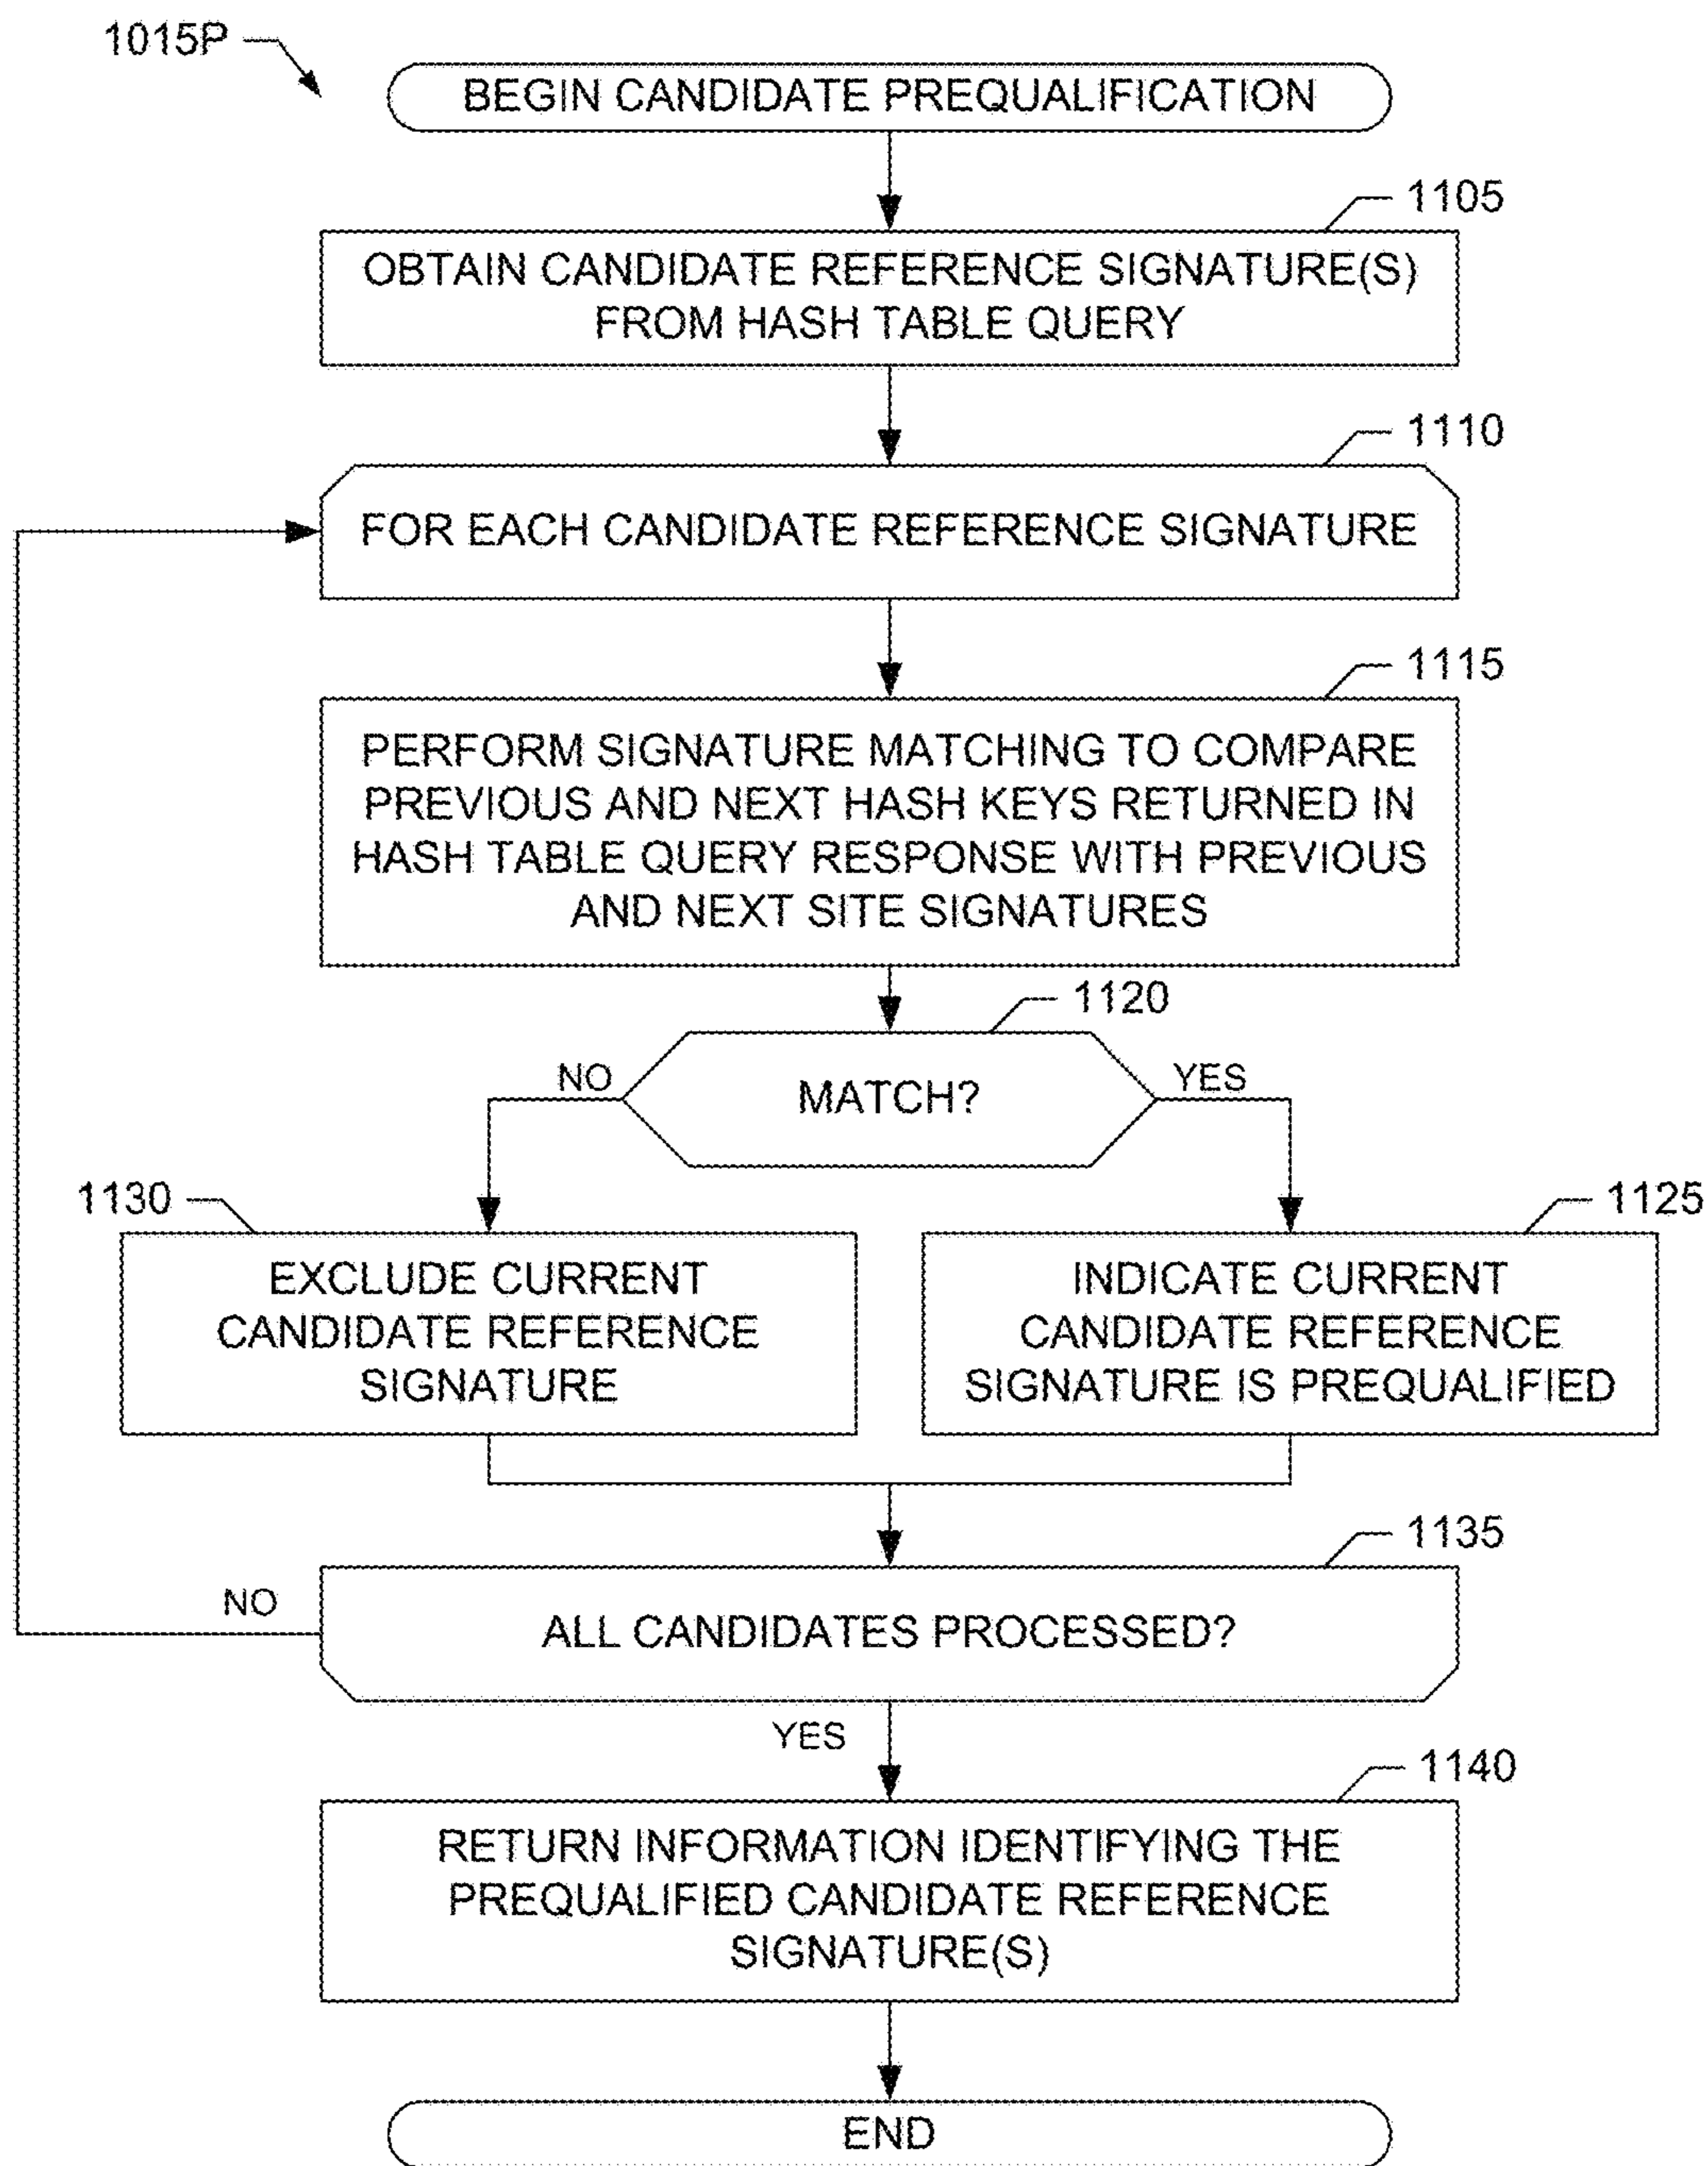 1015P
BEGIN CANDIDATE PREQUALIFICATION
1105
OBTAIN CANDIDATE REFERENCE SIGNATURE(S)
FROM HASH TABLE QUERY
1110
FOR EACH CANDIDATE REFERENCE SIGNATURE
1115
PERFORM SIGNATURE MATCHING TO COMPARE
PREVIOUS AND NEXT HASH KEYS RETURNED IN
HASH TABLE QUERY RESPONSE WITH PREVIOUS
AND NEXT SITE SIGNATURES
1120
NO
MATCH?
YES
1130
EXCLUDE CURRENT
CANDIDATE REFERENCE
SIGNATURE
1125
INDICATE CURRENT
CANDIDATE REFERENCE
SIGNATURE IS PREQUALIFIED
1135
NO
ALL CANDIDATES PROCESSED?
YES
1140
RETURN INFORMATION IDENTIFYING THE
PREQUALIFIED CANDIDATE REFERENCE
SIGNATURE(S)
END